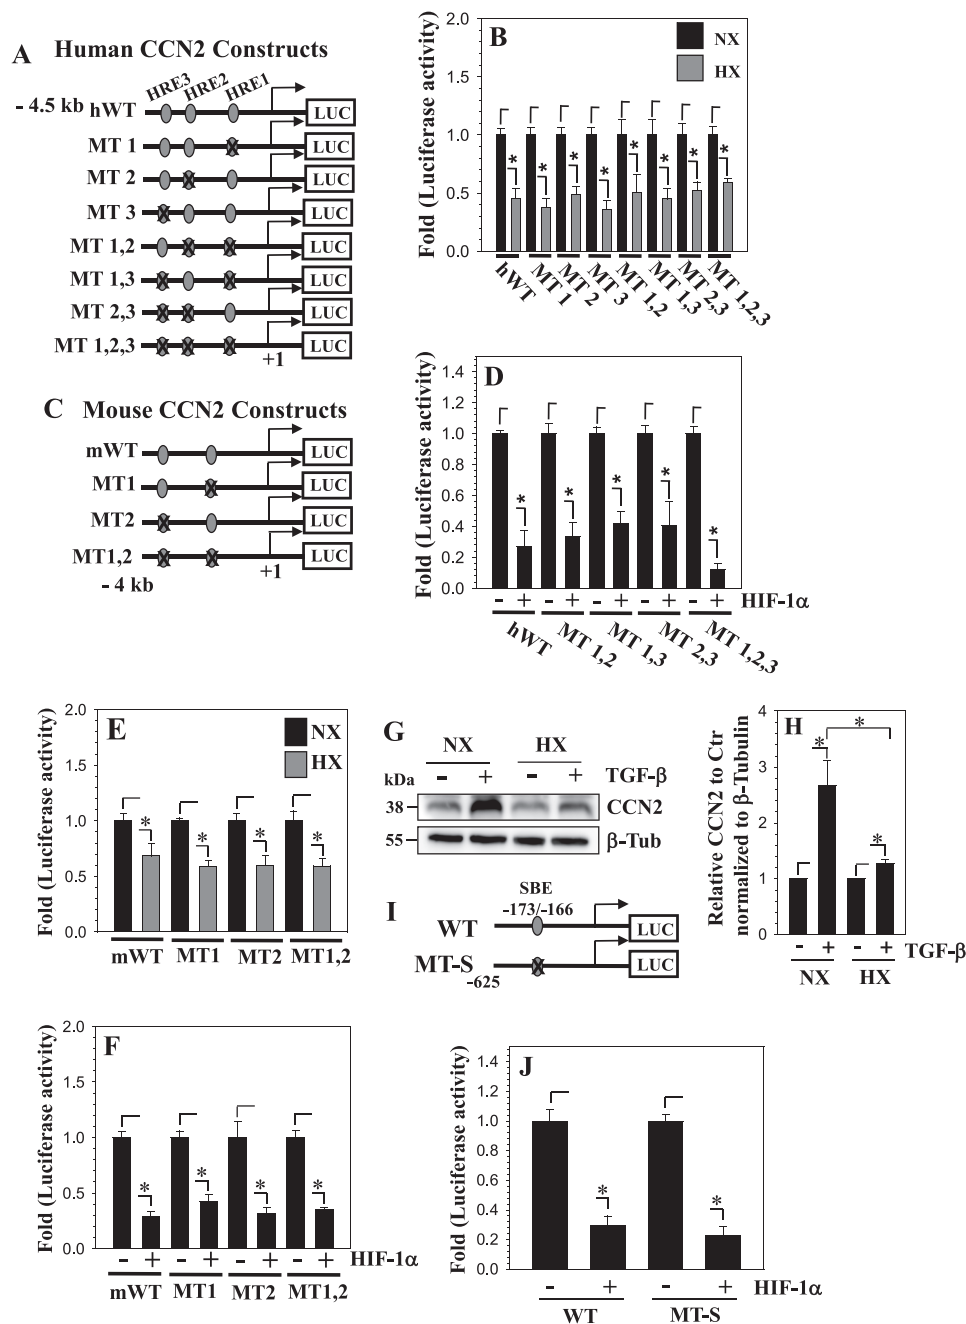 A
Human CCN2 Constructs
HRE3 HRE2 HRE1
- 4.5 kb hWT LUC
MT 1 LUC
MT 2 LUC
MT 3 LUC
MT 1,2 LUC
MT 1,3 LUC
MT 2,3 LUC
MT 1,2,3 LUC
+1
B
Fold (Luciferase activity)
2.0
1.5
1.0
0.5
0.0
NX
HX
* * * * * * * *
hWT MT 1 MT 2 MT 3 MT 1,2 MT 1,3 MT 2,3 MT 1,2,3
C Mouse CCN2 Constructs
mWT LUC
MT1 LUC
MT2 LUC
MT1,2 LUC
- 4 kb +1
D
Fold (Luciferase activity)
1.4
1.2
1.0
0.8
0.6
0.4
0.2
0.0
* * * * *
- + - + - + - + - + HIF-1α
hWT MT 1,2 MT 1,3 MT 2,3 MT 1,2,3
E
Fold (Luciferase activity)
2.0
1.5
1.0
0.5
0.0
NX
HX
* * * *
mWT MT1 MT2 MT1,2
F
Fold (Luciferase activity)
2.0
1.5
1.0
0.5
0.0
* * * *
- + - + - + - + HIF-1α
mWT MT1 MT2 MT1,2
G
NX HX
kDa - + - + TGF-β
38 CCN2
55 β-Tub
H
Relative CCN2 to Ctr
normalized to β-Tubulin
4
3
2
1
0
* * *
- + - + TGF-β
NX HX
I
SBE
-173/-166
WT LUC
MT-S LUC
-625
J
Fold (Luciferase activity)
1.4
1.2
1.0
0.8
0.6
0.4
0.2
0.0
* *
- + - + HIF-1α
WT MT-S